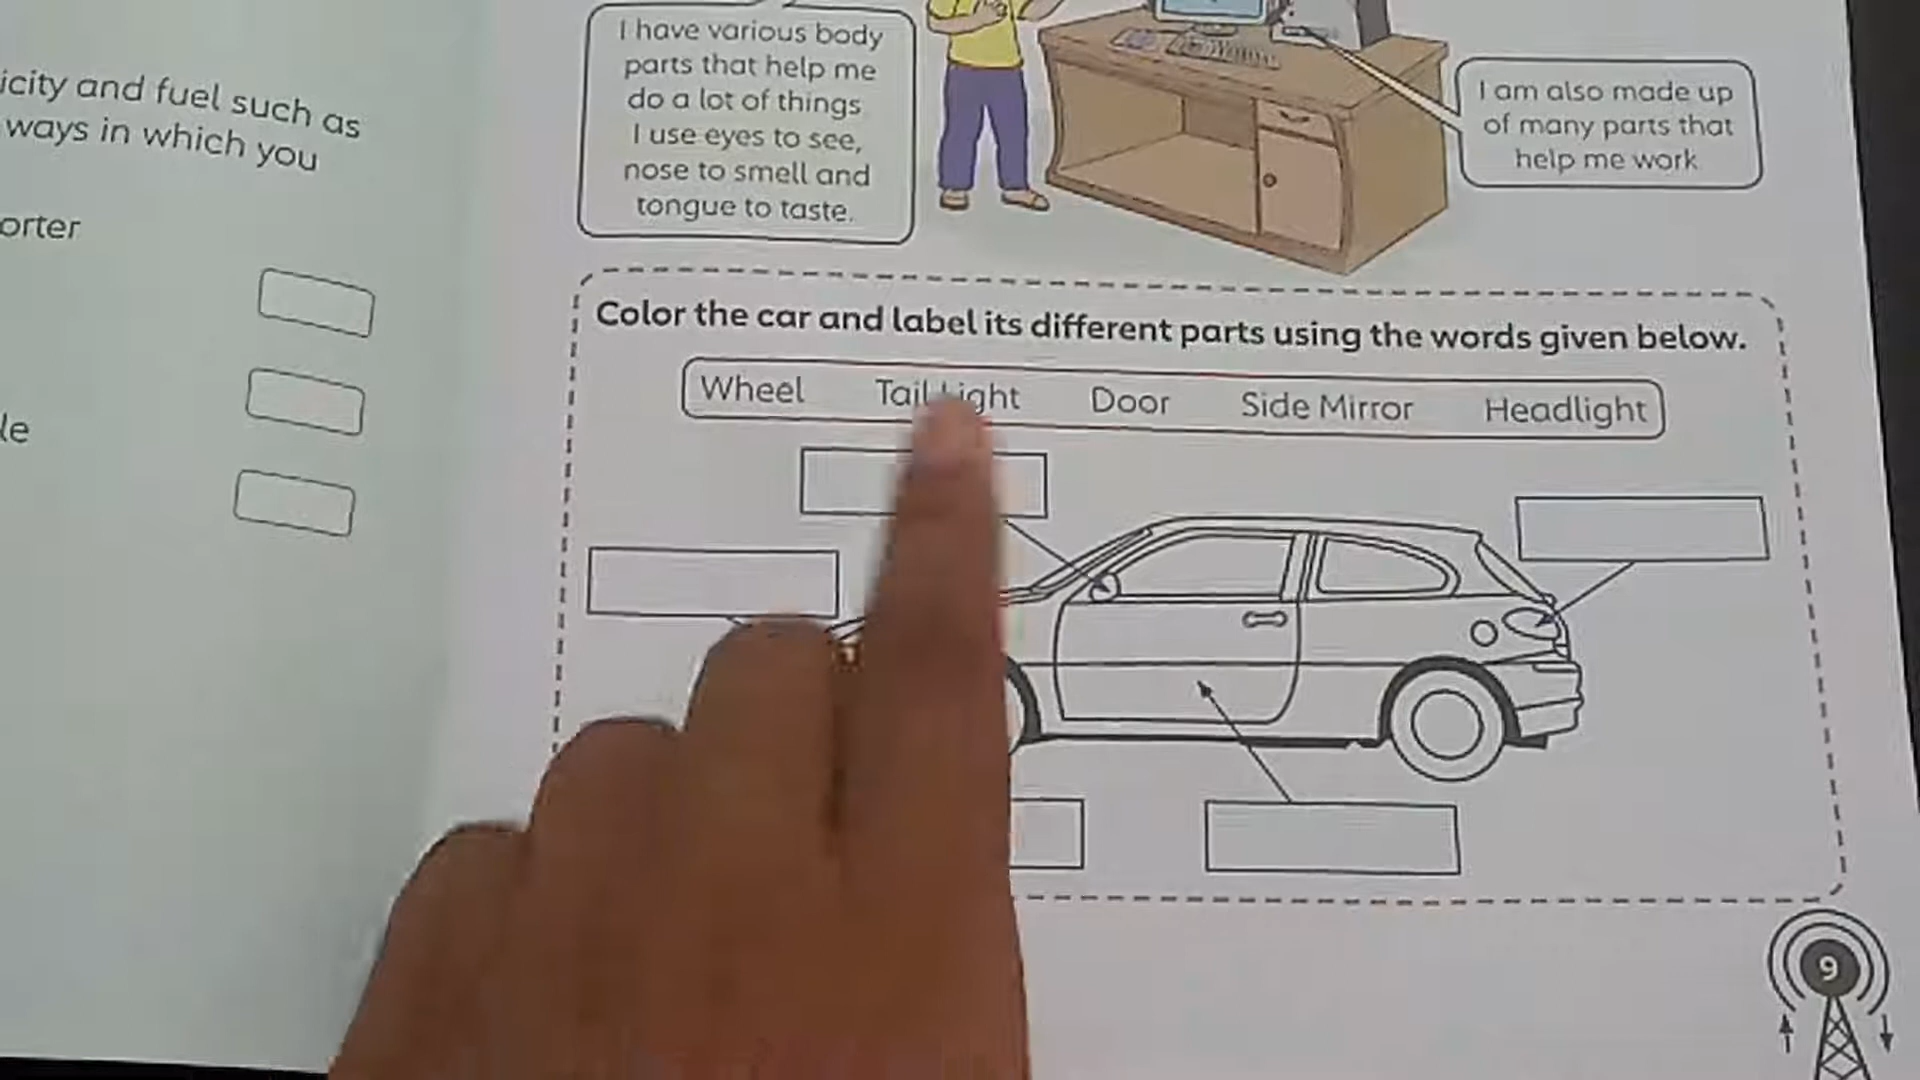 icity and fuel such as
ways in which you
orter
le
I have various body
parts that help me
do a lot of things
I use eyes to see,
nose to smell and
tongue to taste.
I am also made up
of many parts that
help me work
Color the car and label its different parts using the words given below.
Wheel Tail Light Door Side Mirror Headlight
9